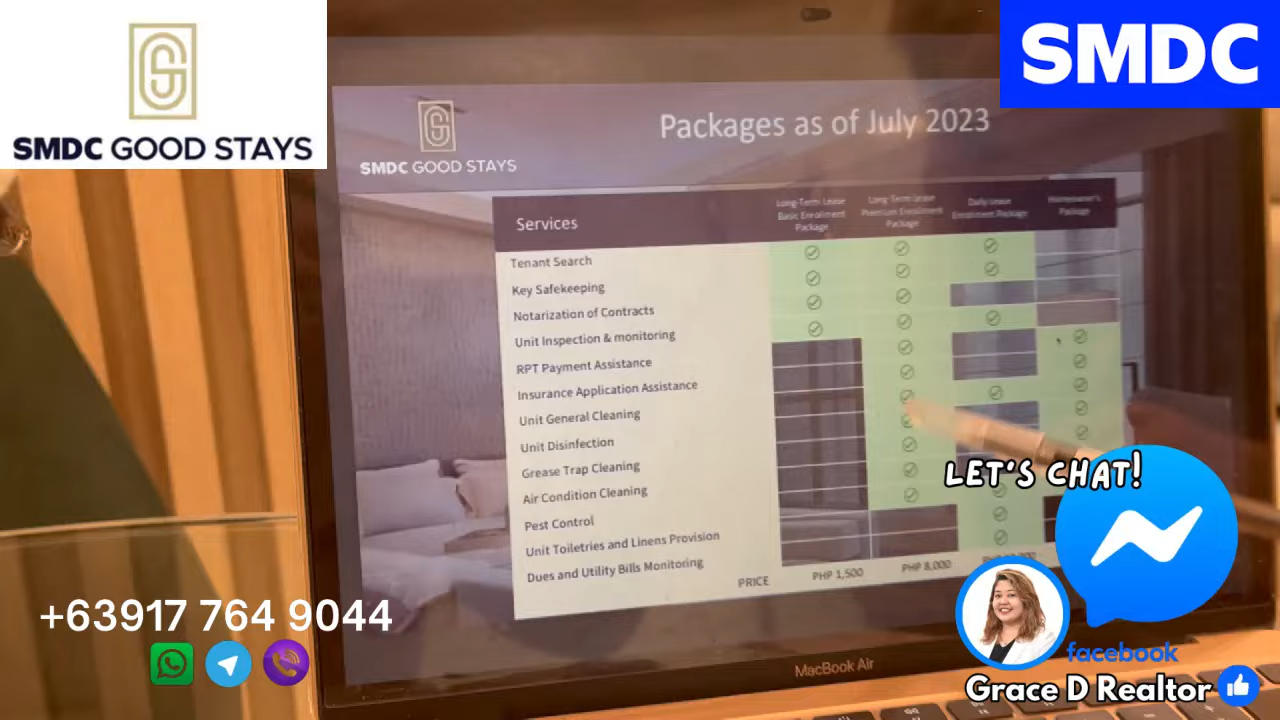 SMDC GOOD STAYS
SMDC
SMDC GOOD STAYS
Packages as of July 2023
Services
Long-Term Lease Basic Enrollment Package
Long Term lease Premium Enrollment Package
Daily Lease Enrollment Package
Homeowner's Package
Tenant Search
Key Safekeeping
Notarization of Contracts
Unit Inspection & monitoring
RPT Payment Assistance
Insurance Application Assistance
Unit General Cleaning
Unit Disinfection
Grease Trap Cleaning
Air Condition Cleaning
Pest Control
Unit Toiletries and Linens Provision
Dues and Utility Bills Monitoring
PRICE
PHP 1,500
PHP 8,000
LET'S CHAT!
+63917 764 9044
MacBook Air
facebook
Grace D Realtor